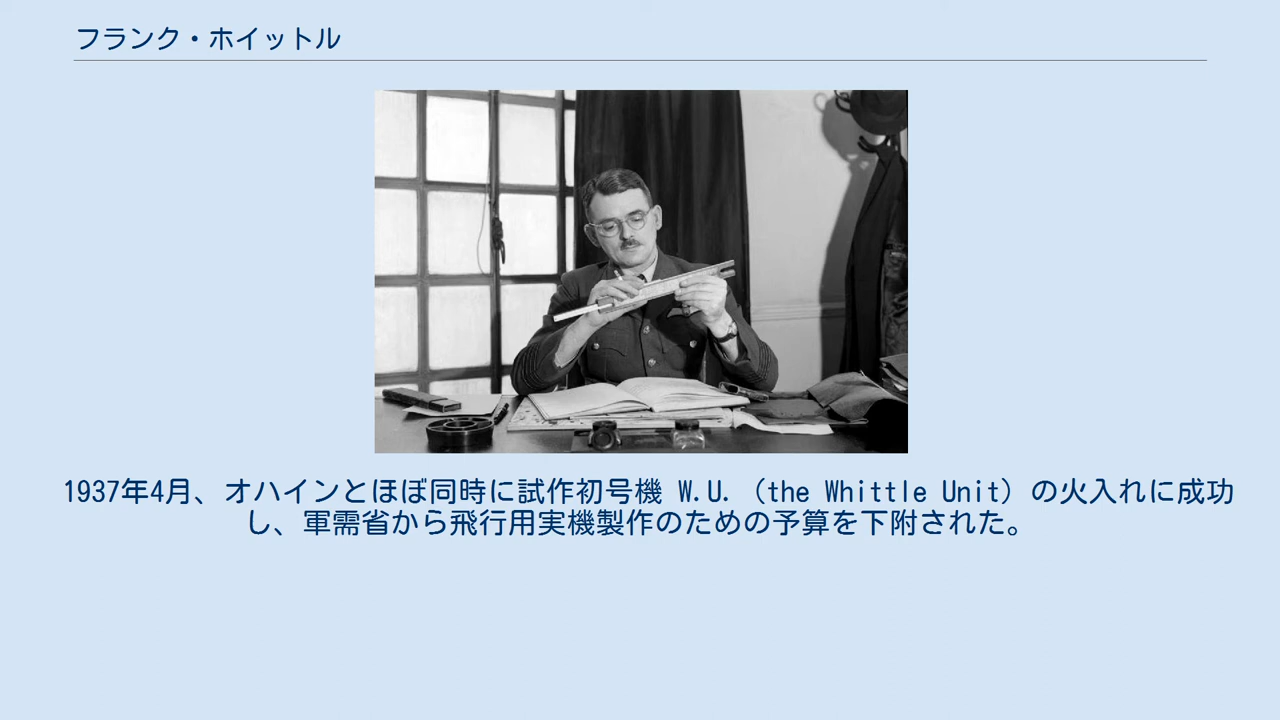 フランク・ホイットル
1937年4月、オハインとほぼ同時に試作初号機 W.U. (the Whittle Unit) の火入れに成功
し、軍需省から飛行用実機製作のための予算を下附された。